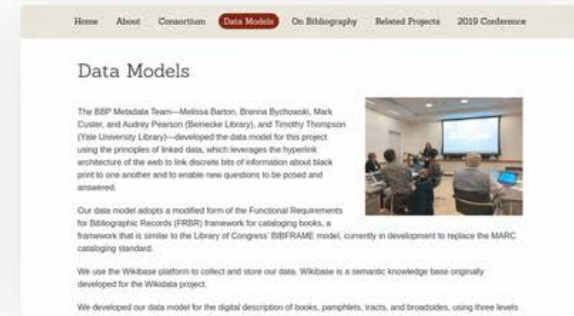 Home About Consortium Data Models On Bibliography Related Projects 2019 Conference
Data Models
The BBP Metadata Team—Melissa Barton, Brenna Bychowski, Mark
Custer, and Audrey Pearson (Beinecke Library), and Timothy Thompson
(Yale University Library)—developed the data model for this project
using the principles of linked data, which leverages the hyperlink
architecture of the web to link discrete bits of information about black
print to one another and to enable new questions to be posed and
answered.
Our data model adopts a modified form of the Functional Requirements
for Bibliographic Records (FRBR) framework for cataloging books, a
framework that is similar to the Library of Congress' BIBFRAME model, currently in development to replace the MARC
cataloging standard.
We use the Wikibase platform to collect and store our data. Wikibase is a semantic knowledge base originally
developed for the Wikidata project.
We developed our data model for the digital description of books, pamphlets, tracts, and broadsides, using three levels